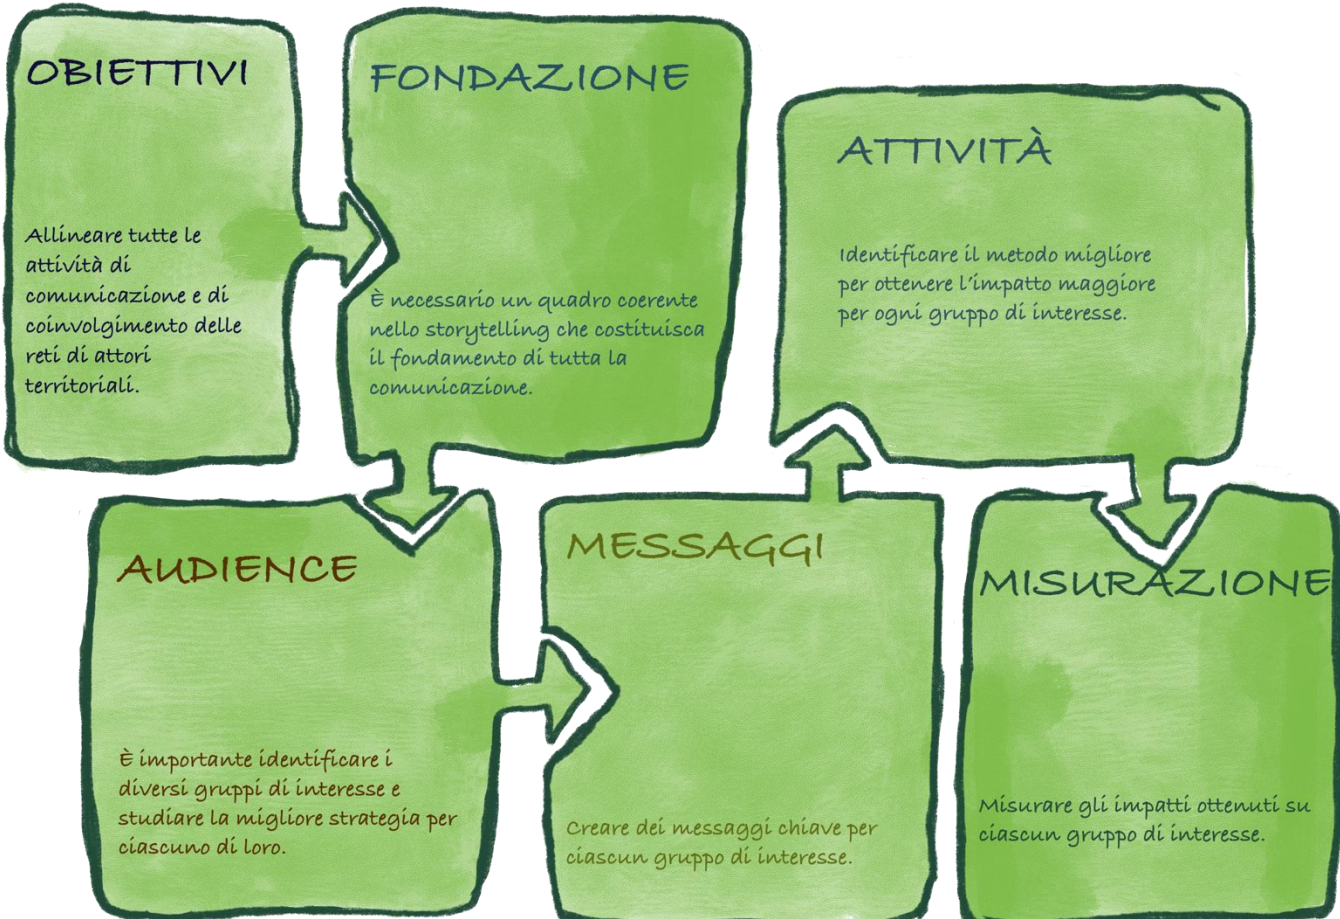 OBIETTIVI
Allineare tutte le
attività di
comunicazione e di
coinvolgimento delle
reti di attori
territoriali.
FONDAZIONE
È necessario un quadro coerente
nello storytelling che costituisca
il fondamento di tutta la
comunicazione.
AUDIENCE
È importante identificare i
diversi gruppi di interesse e
studiare la migliore strategia per
ciascuno di loro.
MESSAGGI
Creare dei messaggi chiave per
ciascun gruppo di interesse.
ATTIVITÀ
Identificare il metodo migliore
per ottenere l'impatto maggiore
per ogni gruppo di interesse.
MISURAZIONE
Misurare gli impatti ottenuti su
ciascun gruppo di interesse.